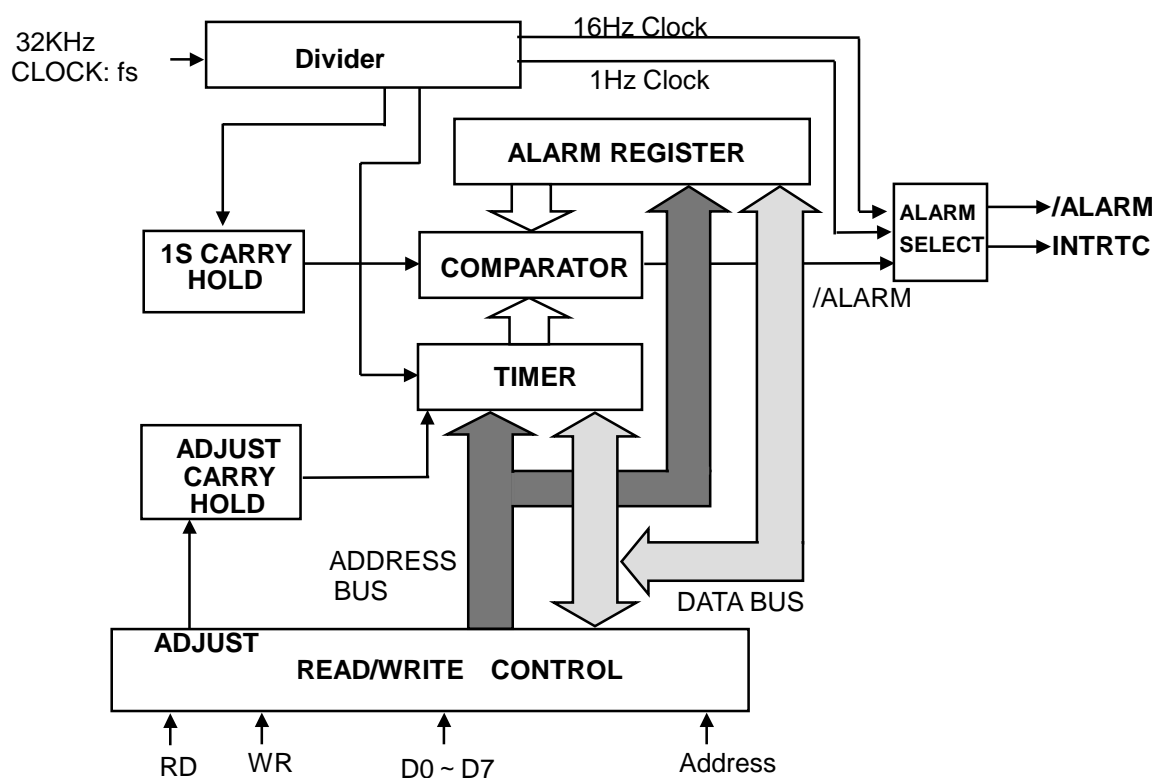 32KHz
CLOCK: fs
Divider
16Hz Clock
1Hz Clock
ALARM REGISTER
ALARM
SELECT
/ALARM
INTRTC
1S CARRY
HOLD
COMPARATOR
/ALARM
TIMER
ADJUST
CARRY
HOLD
ADDRESS
BUS
DATA BUS
ADJUST
READ/WRITE CONTROL
RD
WR
D0 ~ D7
Address